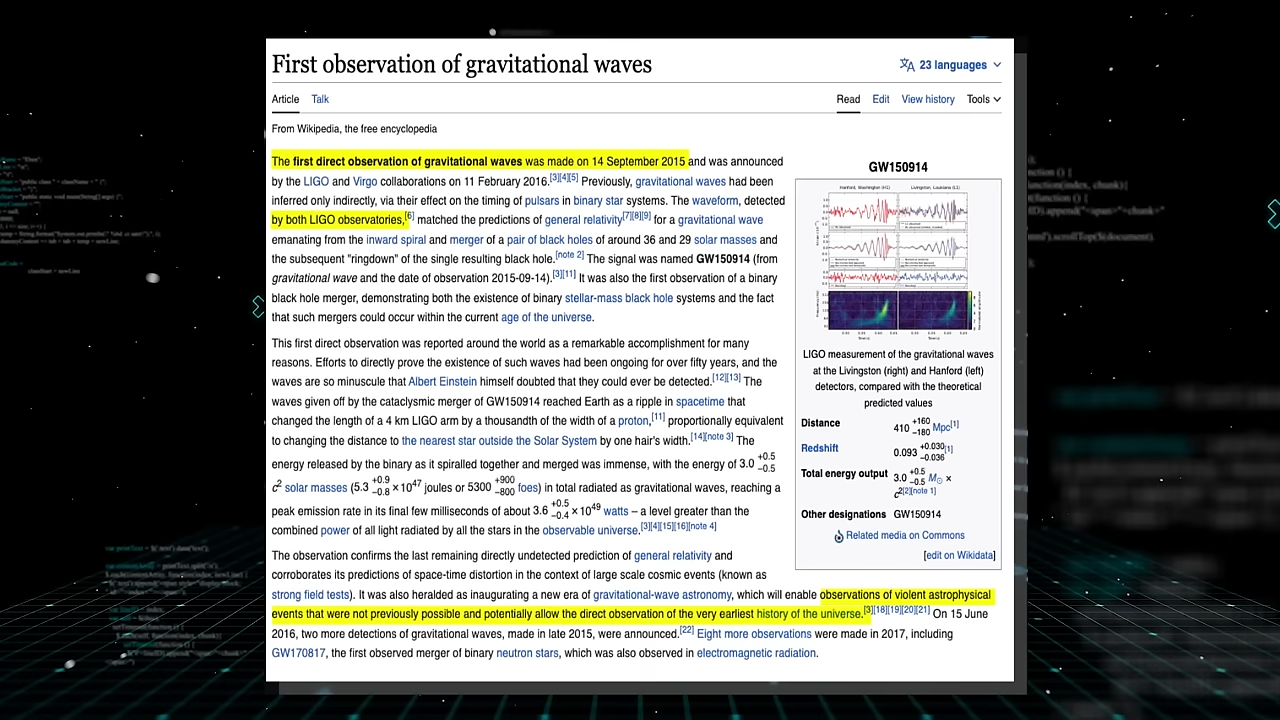 First observation of gravitational waves
23 languages
Article Talk Read Edit View history Tools
From Wikipedia, the free encyclopedia
The first direct observation of gravitational waves was made on 14 September 2015 and was announced
by the LIGO and Virgo collaborations on 11 February 2016.[3][4][5] Previously, gravitational waves had been
inferred only indirectly, via their effect on the timing of pulsars in binary star systems. The waveform, detected
by both LIGO observatories,[6] matched the predictions of general relativity[7][8][9] for a gravitational wave
emanating from the inward spiral and merger of a pair of black holes of around 36 and 29 solar masses and
the subsequent "ringdown" of the single resulting black hole.[note 2] The signal was named GW150914 (from
gravitational wave and the date of observation 2015-09-14).[3][11] It was also the first observation of a binary
black hole merger, demonstrating both the existence of binary stellar-mass black hole systems and the fact
that such mergers could occur within the current age of the universe.
This first direct observation was reported around the world as a remarkable accomplishment for many
reasons. Efforts to directly prove the existence of such waves had been ongoing for over fifty years, and the
waves are so minuscule that Albert Einstein himself doubted that they could ever be detected.[12][13] The
waves given off by the cataclysmic merger of GW150914 reached Earth as a ripple in spacetime that
changed the length of a 4 km LIGO arm by a thousandth of the width of a proton,[11] proportionally equivalent
to changing the distance to the nearest star outside the Solar System by one hair's width.[14][note 3] The
energy released by the binary as it spiralled together and merged was immense, with the energy of 3.0 +0.5 −0.5
c2 solar masses (5.3 +0.9 −0.8 × 10^47 joules or 5300 +900 −800 foes) in total radiated as gravitational waves, reaching a
peak emission rate in its final few milliseconds of about 3.6 +0.5 −0.4 × 10^49 watts – a level greater than the
combined power of all light radiated by all the stars in the observable universe.[3][4][15][16][note 4]
The observation confirms the last remaining directly undetected prediction of general relativity and
corroborates its predictions of space-time distortion in the context of large scale cosmic events (known as
strong field tests). It was also heralded as inaugurating a new era of gravitational-wave astronomy, which will enable observations of violent astrophysical
events that were not previously possible and potentially allow the direct observation of the very earliest history of the universe.[3][18][19][20][21] On 15 June
2016, two more detections of gravitational waves, made in late 2015, were announced.[22] Eight more observations were made in 2017, including
GW170817, the first observed merger of binary neutron stars, which was also observed in electromagnetic radiation.
GW150914
Hanford, Washington (H1) Livingston, Louisiana (L1)
LIGO measurement of the gravitational waves
at the Livingston (right) and Hanford (left)
detectors, compared with the theoretical
predicted values
Distance 410 +160 −180 Mpc[1]
Redshift 0.093 +0.030 −0.036[1]
Total energy output 3.0 +0.5 −0.5 M☉ ×
c2[2][note 1]
Other designations GW150914
Related media on Commons
[edit on Wikidata]